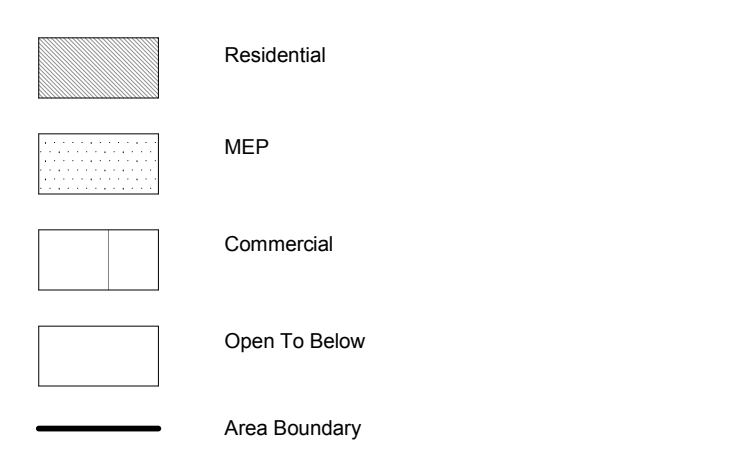 Residential
MEP
Commercial
Open To Below
Area Boundary